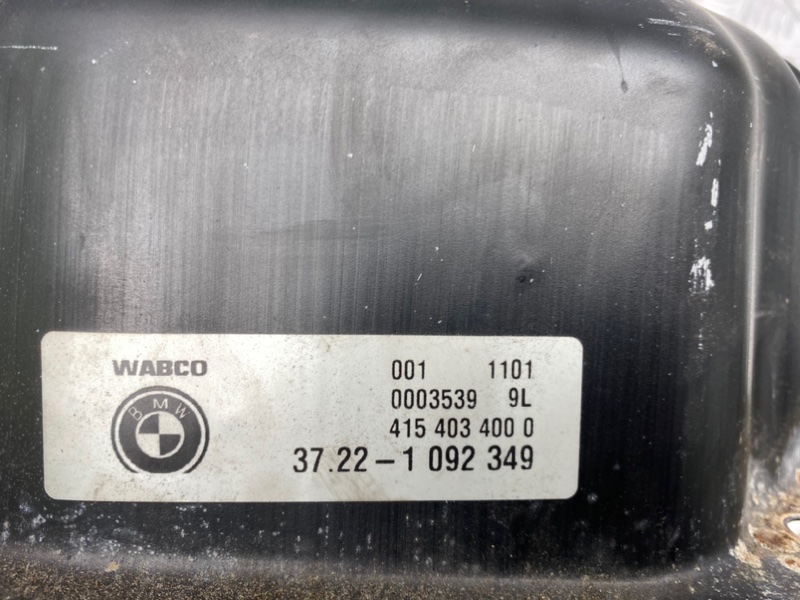 WABCO 001 1101
BMW 0003539 9L
415 403 400 0
37.22-1 092 349